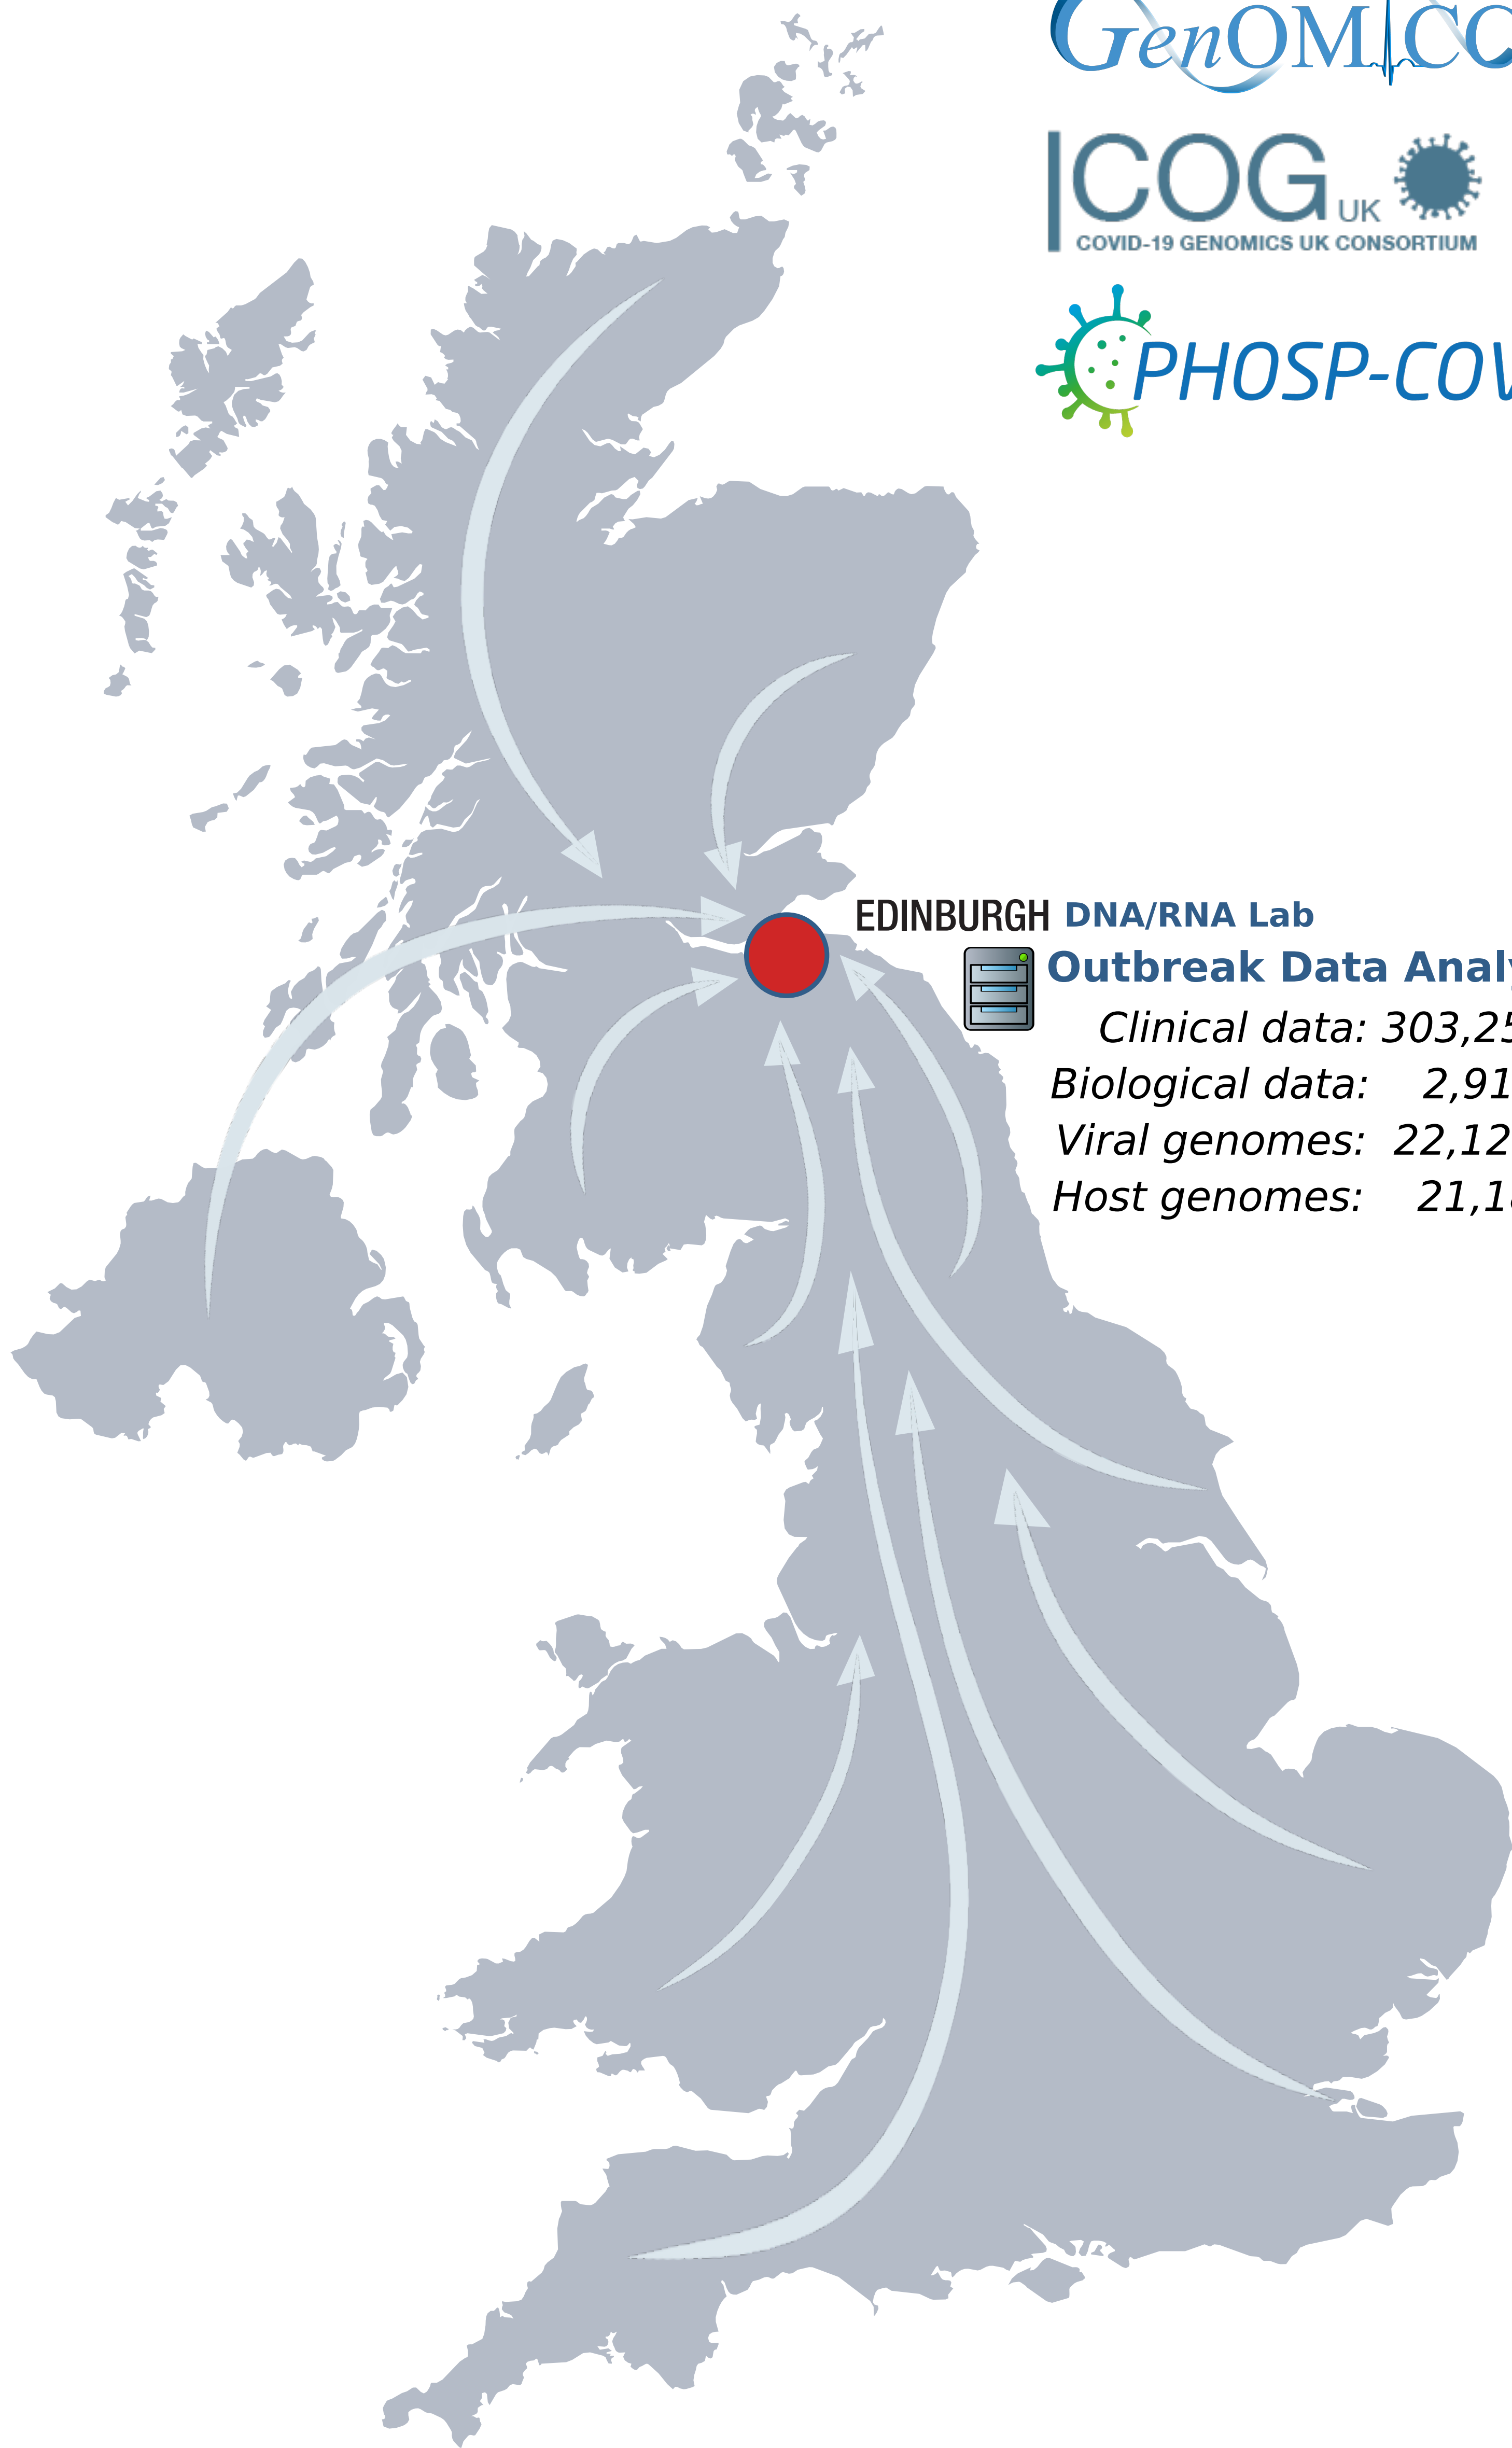 GenOMICC
COG UK
COVID-19 GENOMICS UK CONSORTIUM
PHOSP-COV
EDINBURGH DNA/RNA Lab
Outbreak Data Analy
Clinical data: 303,25
Biological data: 2,91
Viral genomes: 22,12
Host genomes: 21,1